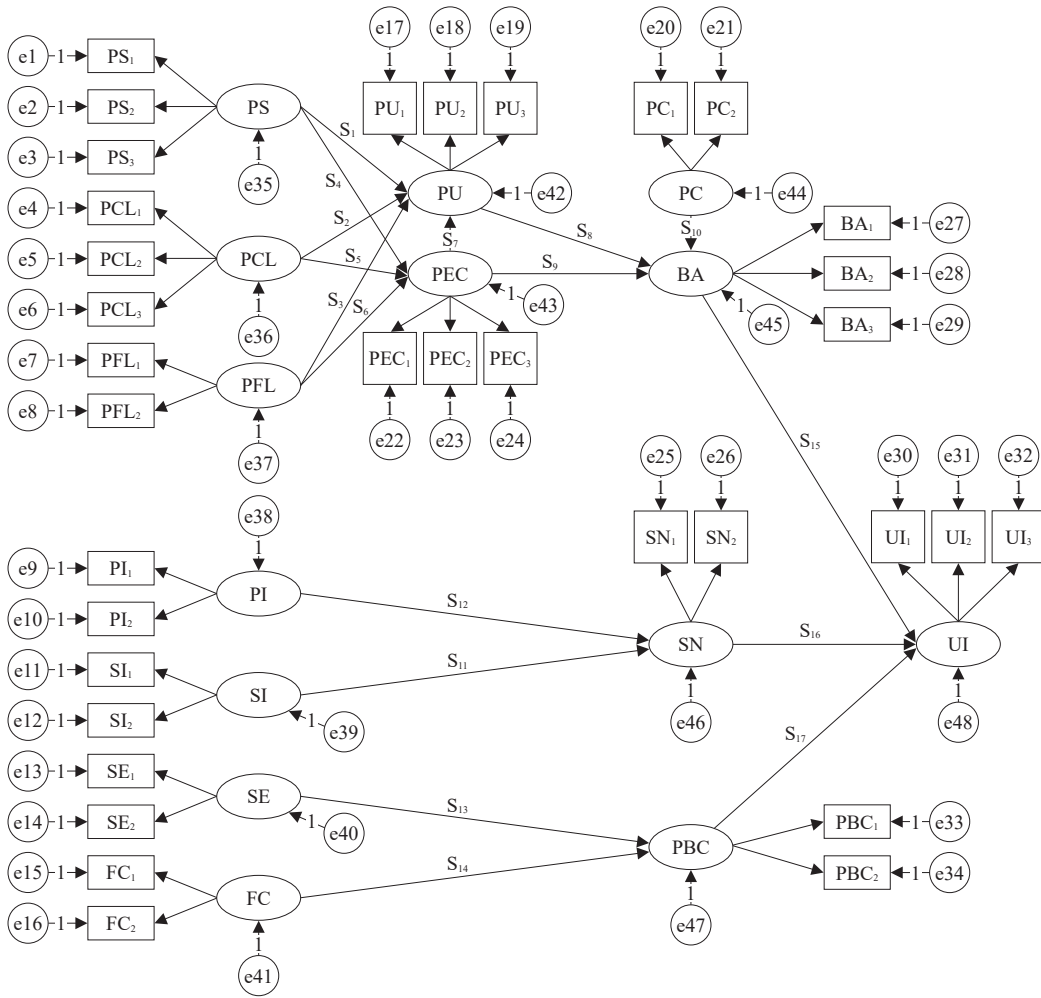 e17 e18 e19 e20 e21
1 1 1 1 1
e1 1 PS1
e2 1 PS2 PS
e3 1 PS3
1
e35
PU1 PU2 PU3 PC1 PC2
S1
S4
PU 1 e42 PC 1 e44
e4 1 PCL1
e5 1 PCL2 PCL
e6 1 PCL3
1
e36
S2
S5
S3 S6
S7
S8
S10
PEC S9 BA
1 e43
1 e45
BA1 1 e27
BA2 1 e28
BA3 1 e29
e7 1 PFL1
e8 1 PFL2 PFL
1
e37
PEC1 PEC2 PEC3
1 1 1
e22 e23 e24
S15
e25 e26 e30 e31 e32
1 1 1 1 1
SN1 SN2 UI1 UI2 UI3
e38
1
e9 1 PI1
e10 1 PI2 PI
S12
SN S16 UI
e11 1 SI1
e12 1 SI2 SI
1 e39
S11
1 1
e46 e48
S17
e13 1 SE1
e14 1 SE2 SE
1 e40
S13
PBC
PBC1 1 e33
PBC2 1 e34
e15 1 FC1
e16 1 FC2 FC
S14
1 1
e41 e47